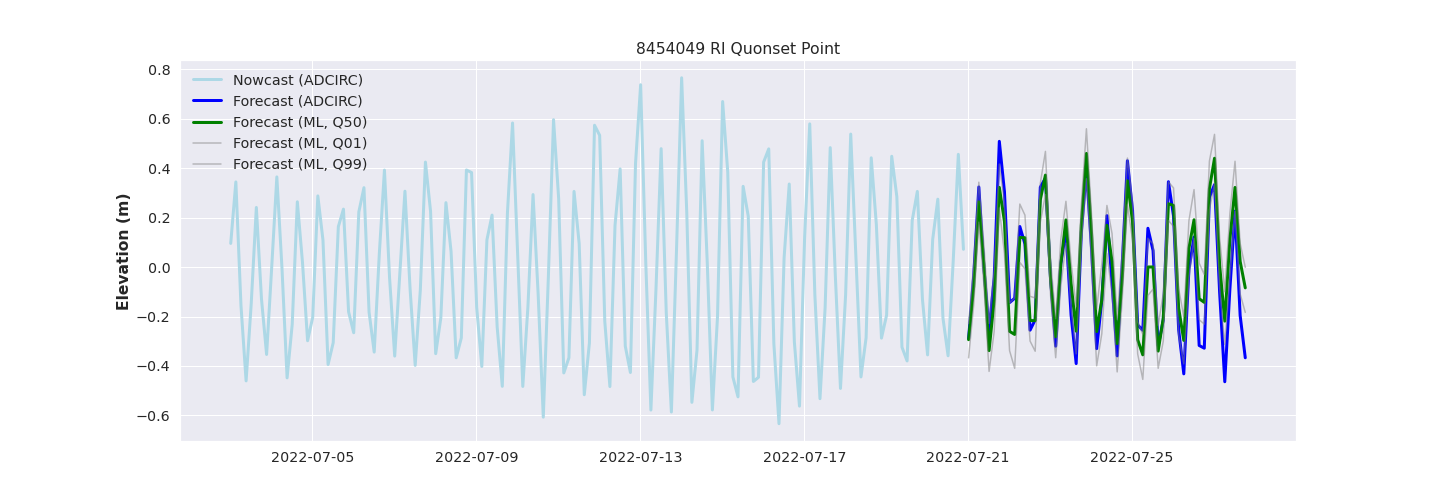 8454049 RI Quonset Point
Nowcast (ADCIRC)
Forecast (ADCIRC)
Forecast (ML, Q50)
Forecast (ML, Q01)
Forecast (ML, Q99)
Elevation (m)
0.8
0.6
0.4
0.2
0.0
−0.2
−0.4
−0.6
2022-07-05 2022-07-09 2022-07-13 2022-07-17 2022-07-21 2022-07-25